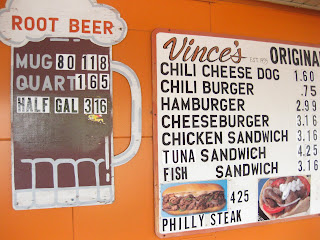 ROOT BEER
MUG 80 118
QUART 165
HALF GAL 316
Vince's ORIGINA
CHILI CHEESE DOG 1.60
CHILI BURGER .75
HAMBURGER 2.99
CHEESEBURGER 3.16
CHICKEN SANDWICH 3.16
TUNA SANDWICH 4.25
FISH SANDWICH 3.16
425
PHILLY STEAK